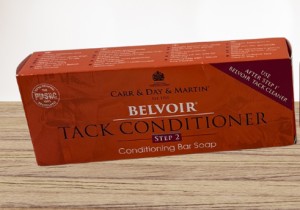 CARR & DAY & MARTIN
BELVOIR®
TACK CONDITIONER
STEP 2
Conditioning Bar Soap
USE
AFTER STEP 1
BELVOIR TACK CLEANER